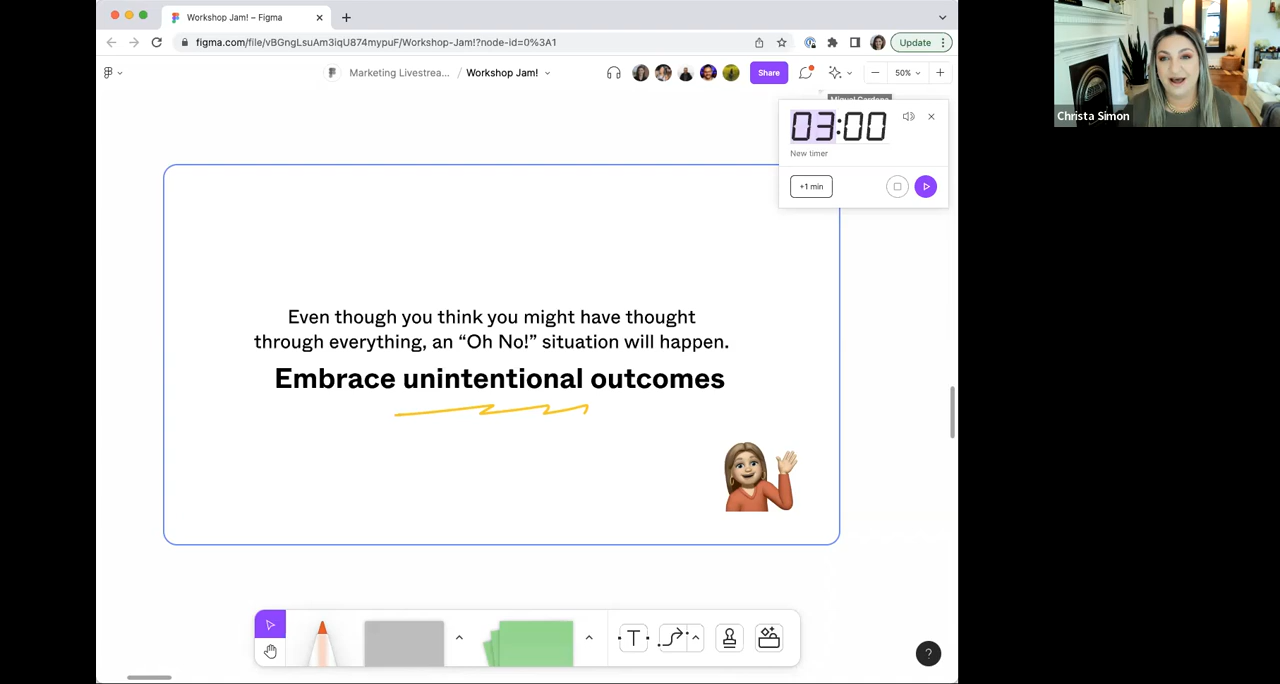 Workshop Jam! – Figma
figma.com/file/vBGngLsuAm3iqU874mypuF/Workshop-Jam!?node-id=0%3A1
Update
Marketing Livestrea... / Workshop Jam!
Share
50%
03:00
New timer
+1 min
Christa Simon
Even though you think you might have thought
through everything, an “Oh No!” situation will happen.
Embrace unintentional outcomes
T
?